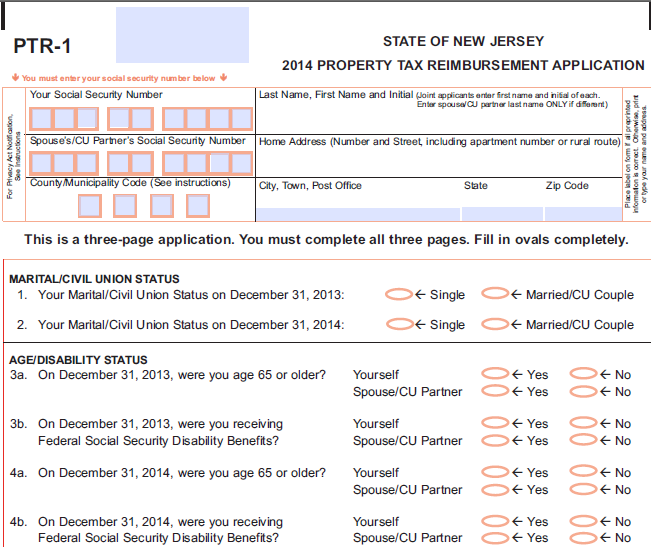 PTR-1
STATE OF NEW JERSEY
2014 PROPERTY TAX REIMBURSEMENT APPLICATION
You must enter your social security number below
For Privacy Act Notification,
See Instructions
Your Social Security Number
Last Name, First Name and Initial (Joint applicants enter first name and initial of each.
Enter spouse/CU partner last name ONLY if different)
Spouse's/CU Partner's Social Security Number
Home Address (Number and Street, including apartment number or rural route)
County/Municipality Code (See instructions)
City, Town, Post Office State Zip Code
Place label on form if all preprinted
information is correct. Otherwise, print
or type your name and address.
This is a three-page application. You must complete all three pages. Fill in ovals completely.
MARITAL/CIVIL UNION STATUS
1. Your Marital/Civil Union Status on December 31, 2013: ← Single ← Married/CU Couple
2. Your Marital/Civil Union Status on December 31, 2014: ← Single ← Married/CU Couple
AGE/DISABILITY STATUS
3a. On December 31, 2013, were you age 65 or older? Yourself ← Yes ← No
Spouse/CU Partner ← Yes ← No
3b. On December 31, 2013, were you receiving Yourself ← Yes ← No
Federal Social Security Disability Benefits? Spouse/CU Partner ← Yes ← No
4a. On December 31, 2014, were you age 65 or older? Yourself ← Yes ← No
Spouse/CU Partner ← Yes ← No
4b. On December 31, 2014, were you receiving Yourself ← Yes ← No
Federal Social Security Disability Benefits? Spouse/CU Partner ← Yes ← No